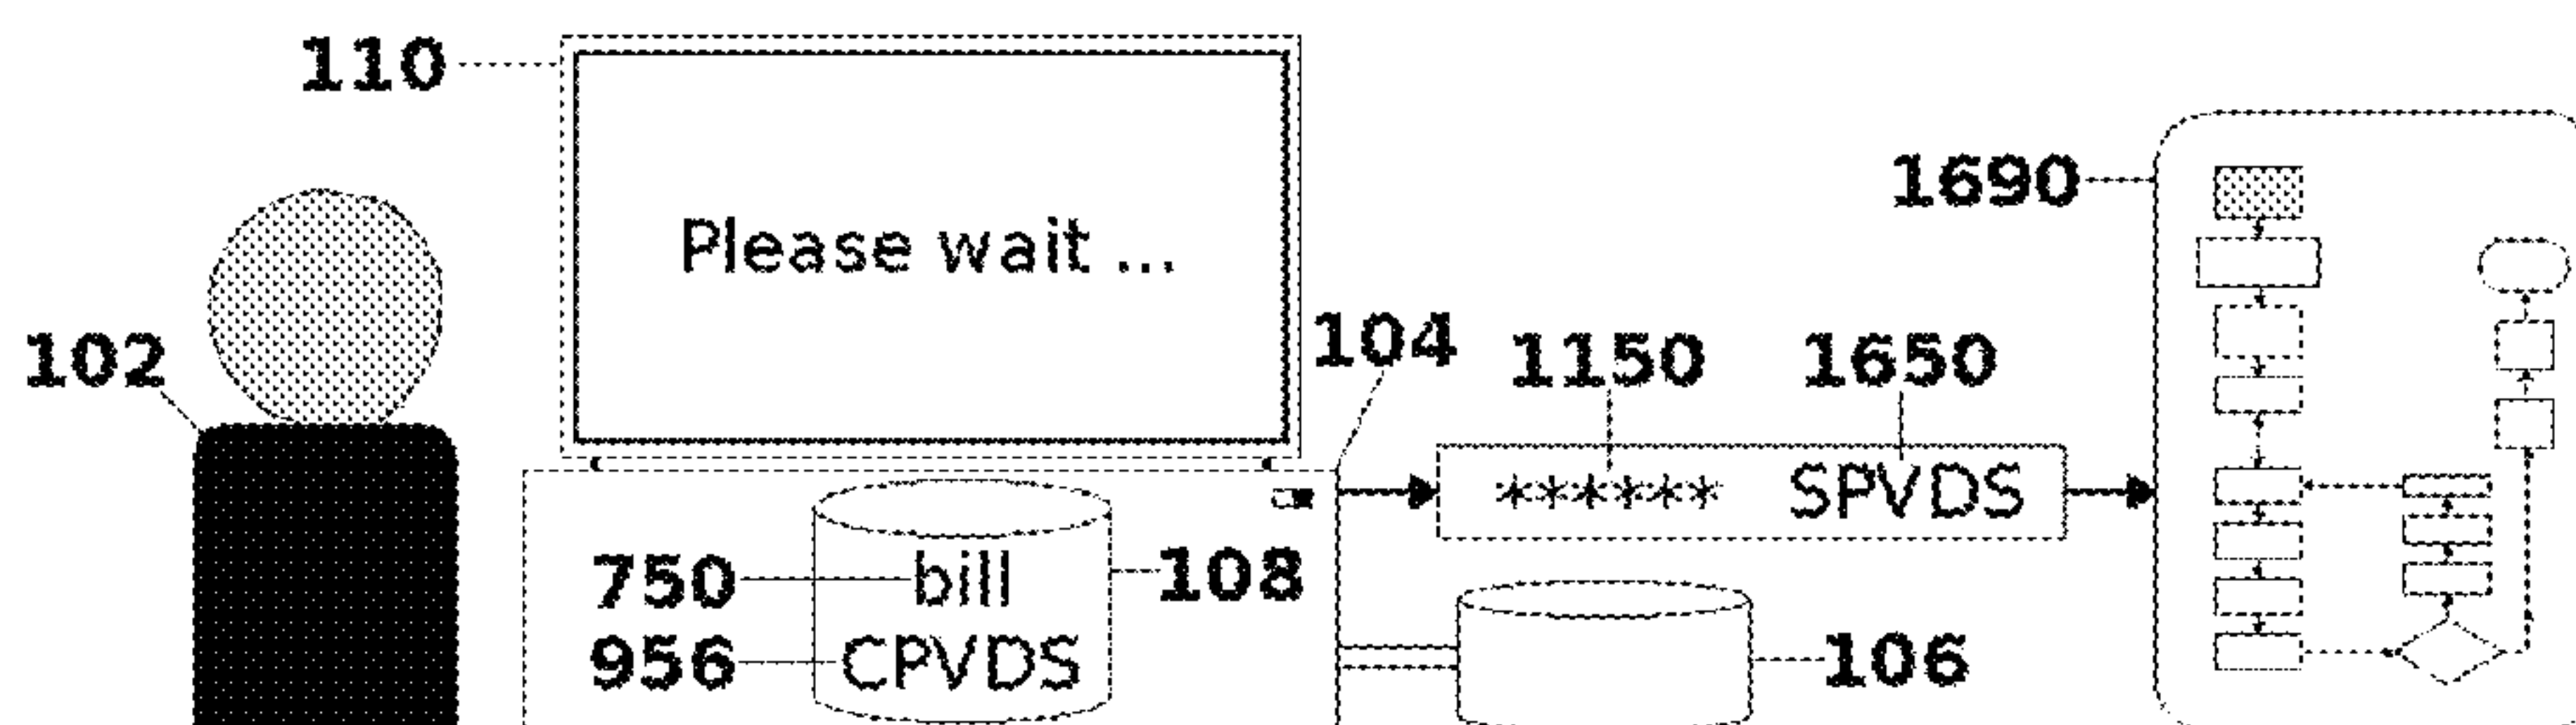 110
1690
Please wait ...
102
104
1150
1650
****** SPVDS
750 bill 108
956 CPVDS
106